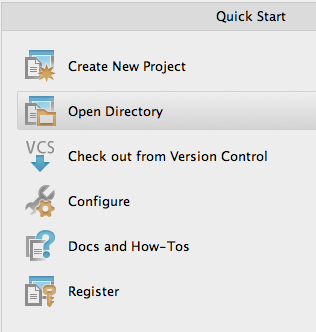 Quick Start
Create New Project
Open Directory
VCS
Check out from Version Control
Configure
Docs and How-Tos
Register